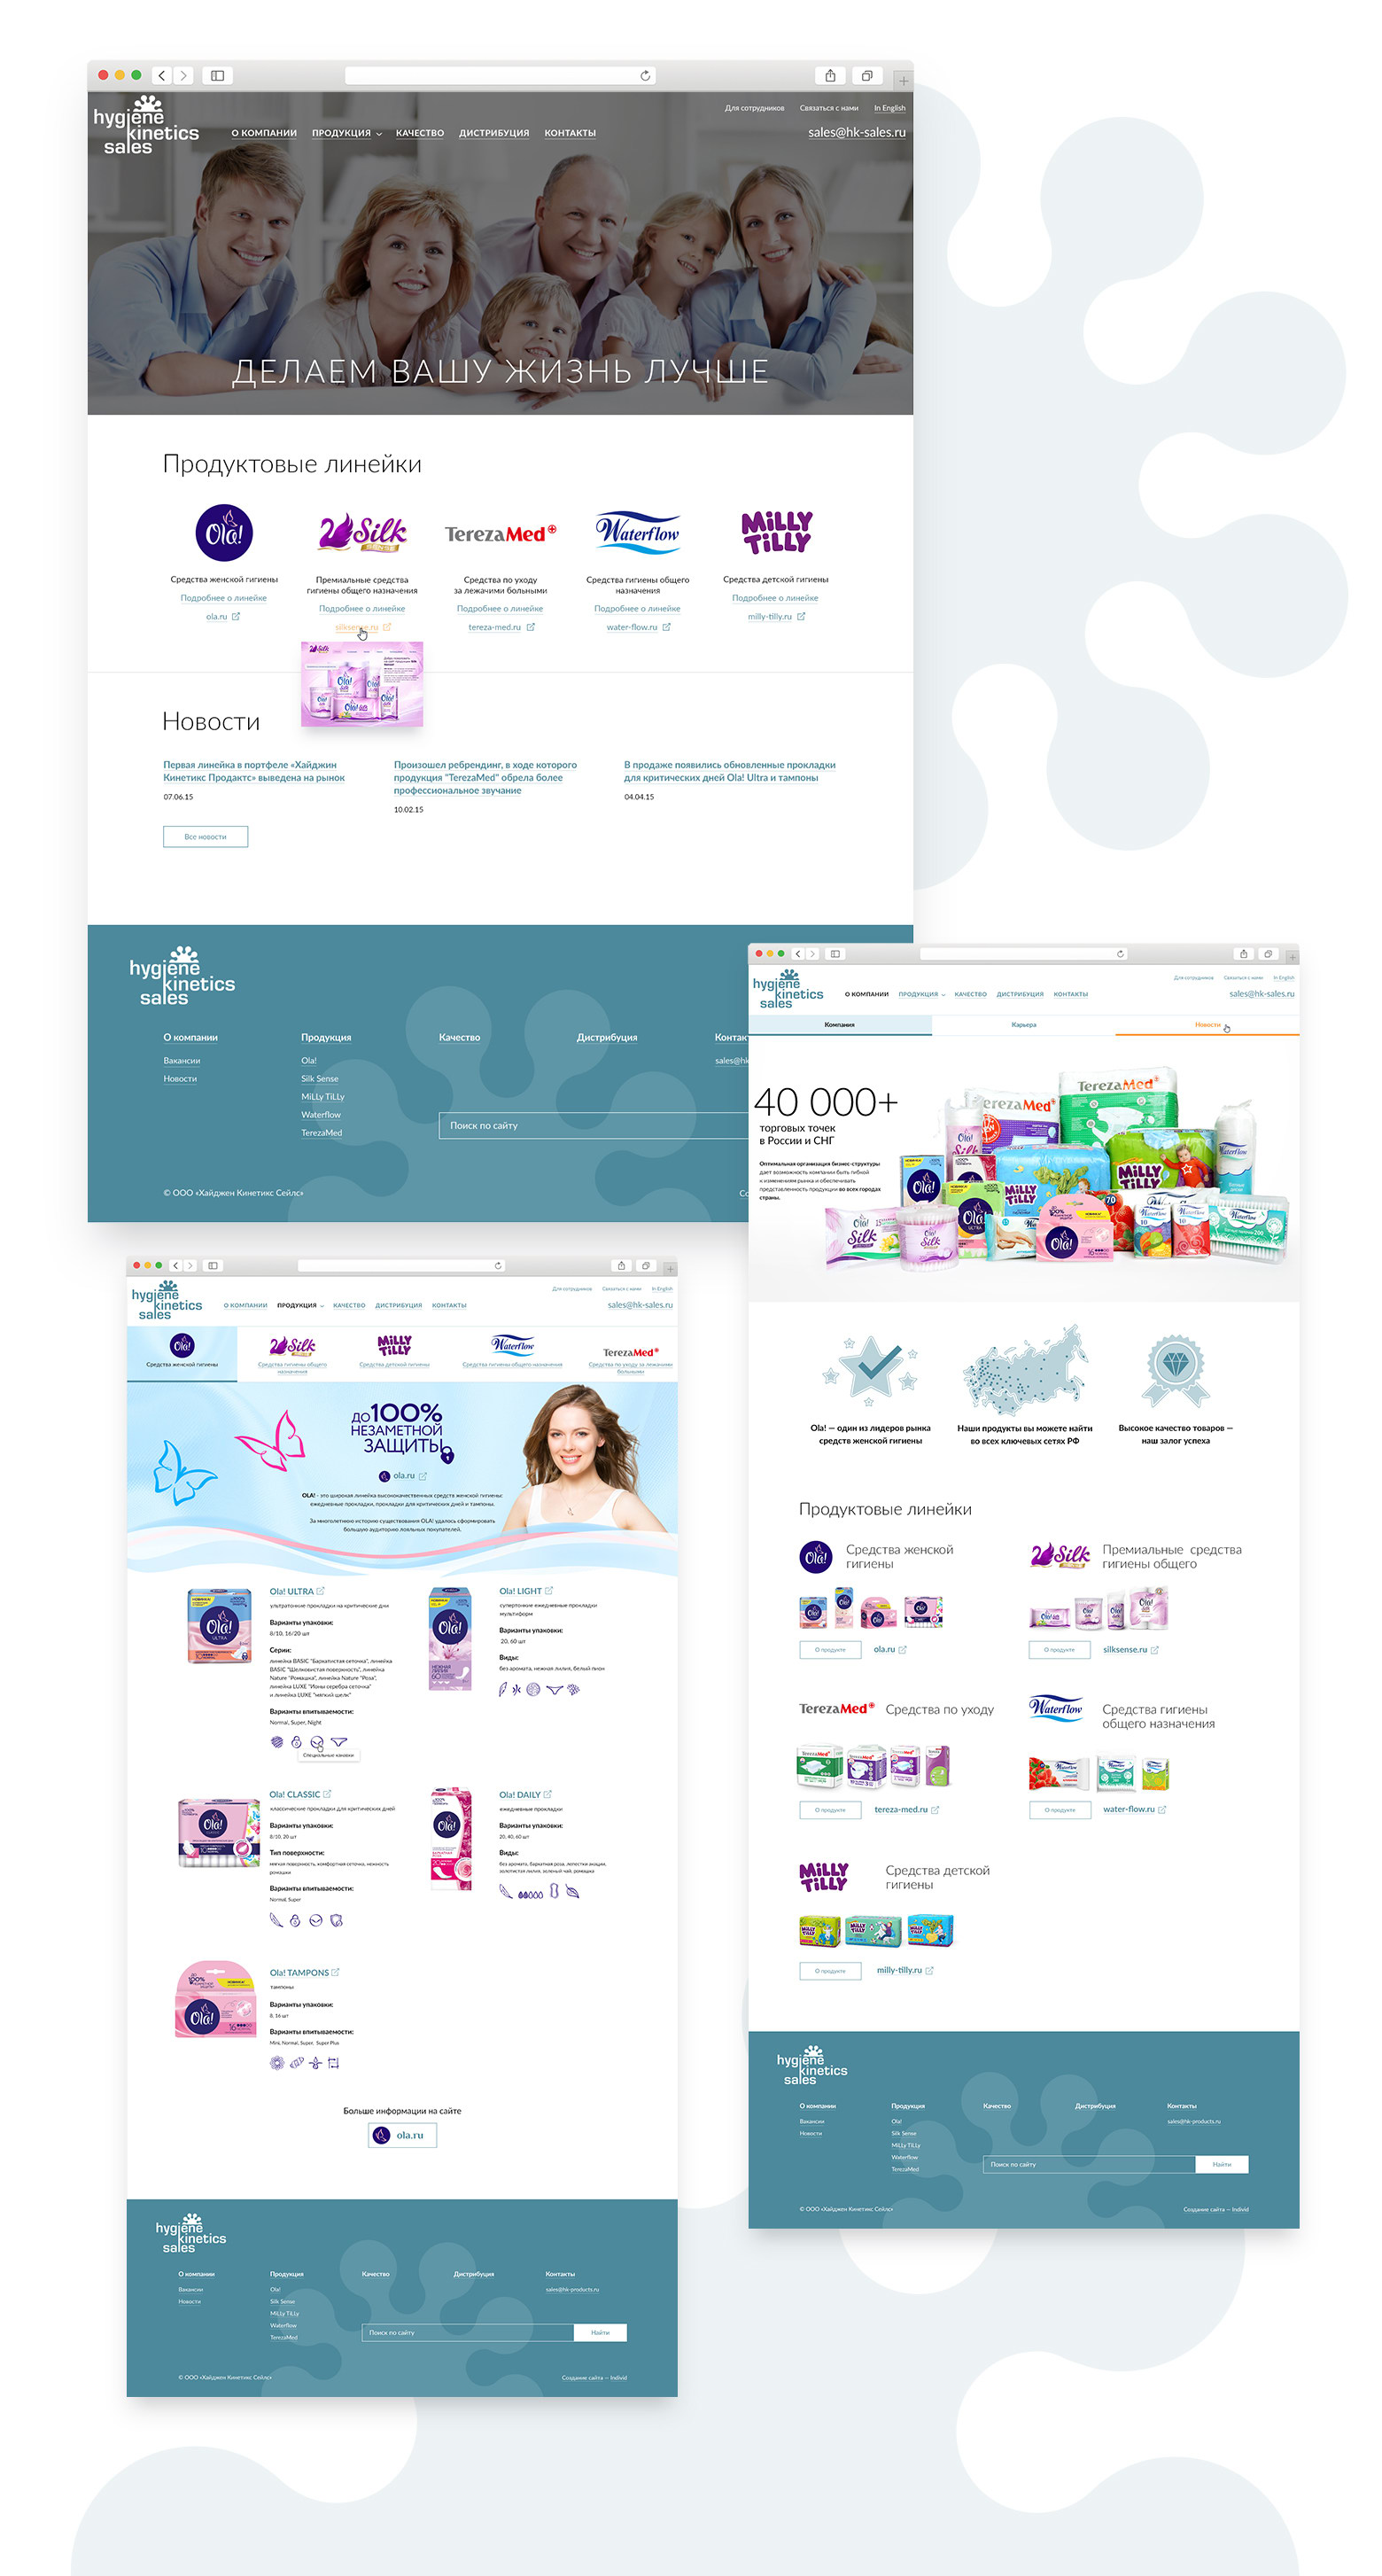 hygiene
kinetics
sales
Для сотрудников Связаться с нами In English
О КОМПАНИИ ПРОДУКЦИЯ КАЧЕСТВО ДИСТРИБУЦИЯ КОНТАКТЫ
sales@hk-sales.ru
ДЕЛАЕМ ВАШУ ЖИЗНЬ ЛУЧШЕ
Продуктовые линейки
Ola!
Silk
TerezaMed
Waterflow
MiLLY TiLLY
Средства женской гигиены
Подробнее о линейке
ola.ru
Премиальные средства
гигиены общего назначения
Подробнее о линейке
silksense.ru
Средства по уходу
за лежачими больными
Подробнее о линейке
tereza-med.ru
Средства гигиены общего
назначения
Подробнее о линейке
water-flow.ru
Средства детской гигиены
Подробнее о линейке
milly-tilly.ru
Новости
Первая линейка в портфеле «Хайджин
Кинетикс Продактс» выведена на рынок
07.06.15
Произошел ребрендинг, в ходе которого
продукция "TerezaMed" обрела более
профессиональное звучание
10.02.15
В продаже появились обновленные прокладки
для критических дней Ola! Ultra и тампоны
04.04.15
Все новости
hygiene
kinetics
sales
О компании
Вакансии
Новости
Продукция
Ola!
Silk Sense
MiLLy TiLLy
Waterflow
TerezaMed
Качество
Дистрибуция
Поиск по сайту
© ООО «Хайджен Кинетикс Сейлс»
hygiene
kinetics
sales
Для сотрудников Связаться с нами In English
О КОМПАНИИ ПРОДУКЦИЯ КАЧЕСТВО ДИСТРИБУЦИЯ КОНТАКТЫ
sales@hk-sales.ru
Компания Карьера Новости
40 000+
торговых точек
в России и СНГ
Оптимальная организация бизнес-структуры
дает возможность компании быть гибкой
к изменениям рынка и обеспечивать
представленность продукции во всех городах
страны.
Ola! — один из лидеров рынка
средств женской гигиены
Наши продукты вы можете найти
во всех ключевых сетях РФ
Высокое качество товаров —
наш залог успеха
Продуктовые линейки
Ola!
Средства женской
гигиены
О продукте
ola.ru
Silk
Премиальные средства
гигиены общего
О продукте
silksense.ru
TerezaMed
Средства по уходу
О продукте
tereza-med.ru
Waterflow
Средства гигиены
общего назначения
О продукте
water-flow.ru
MiLLY TiLLY
Средства детской
гигиены
О продукте
milly-tilly.ru
hygiene
kinetics
sales
О компании
Вакансии
Новости
Продукция
Ola!
Silk Sense
MiLLy TiLLy
Waterflow
TerezaMed
Качество
Дистрибуция
Контакты
sales@hk-products.ru
Поиск по сайту
Найти
© ООО «Хайджен Кинетикс Сейлс»
Создание сайта — Individ
hygiene
kinetics
sales
Для сотрудников Связаться с нами In English
О КОМПАНИИ ПРОДУКЦИЯ КАЧЕСТВО ДИСТРИБУЦИЯ КОНТАКТЫ
sales@hk-sales.ru
Ola!
Средства женской гигиены
Silk
Средства гигиены общего
назначения
MiLLY TiLLY
Средства детской гигиены
Waterflow
Средства гигиены общего назначения
TerezaMed
Средства по уходу за лежачими
больными
ДО 100%
НЕЗАМЕТНОЙ
ЗАЩИТЫ
ola.ru
OLA! - это широкая линейка высококачественных средств женской гигиены:
ежедневные прокладки, прокладки для критических дней и тампоны.
За многолетнюю историю существования OLA! удалось сформировать
большую аудиторию лояльных покупателей.
Ola! ULTRA
ультратонкие прокладки на критические дни
Варианты упаковки:
8/10, 16/20 шт
Серии:
линейка BASIC "Бархатистая сеточка", линейка
BASIC "Шелковистая поверхность", линейка
Nature "Ромашка", линейка Nature "Роза",
линейка LUXE "Ионы серебра сеточка"
и линейка LUXE "мягкий шелк"
Варианты впитываемости:
Normal, Super, Night
Специальные канавки
Ola! LIGHT
супертонкие ежедневные прокладки
мультиформ
Варианты упаковки:
20, 60 шт
Виды:
без аромата, нежная лилия, белый пион
Ola! CLASSIC
классические прокладки для критических дней
Варианты упаковки:
8/10, 20 шт
Тип поверхности:
мягкая поверхность, комфортная сеточка, нежность
ромашки
Варианты впитываемости:
Normal, Super
Ola! DAILY
ежедневные прокладки
Варианты упаковки:
20, 40, 60 шт
Виды:
без аромата, бархатная роза, лепестки акации,
золотистая лилия, зеленый чай, ромашка
Ola! TAMPONS
тампоны
Варианты упаковки:
8, 16 шт
Варианты впитываемости:
Mini, Normal, Super, Super Plus
Больше информации на сайте
ola.ru
hygiene
kinetics
sales
О компании
Вакансии
Новости
Продукция
Ola!
Silk Sense
MiLLy TiLLy
Waterflow
TerezaMed
Качество
Дистрибуция
Контакты
sales@hk-products.ru
Поиск по сайту
Найти
© ООО «Хайджен Кинетикс Сейлс»
Создание сайта — Individ